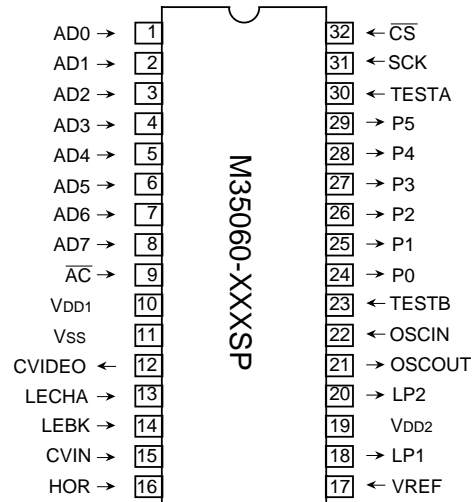 AD0 → 1 32 ← C̅S̅
AD1 → 2 31 ← SCK
AD2 → 3 30 ← TESTA
AD3 → 4 29 → P5
AD4 → 5 28 → P4
AD5 → 6 27 → P3
AD6 → 7 26 → P2
AD7 → 8 25 → P1
A̅C̅ → 9 24 → P0
VDD1 10 23 ← TESTB
VSS 11 22 ← OSCIN
CVIDEO ← 12 21 → OSCOUT
LECHA → 13 20 → LP2
LEBK → 14 19 VDD2
CVIN → 15 18 → LP1
HOR → 16 17 ← VREF
M35060-XXXSP